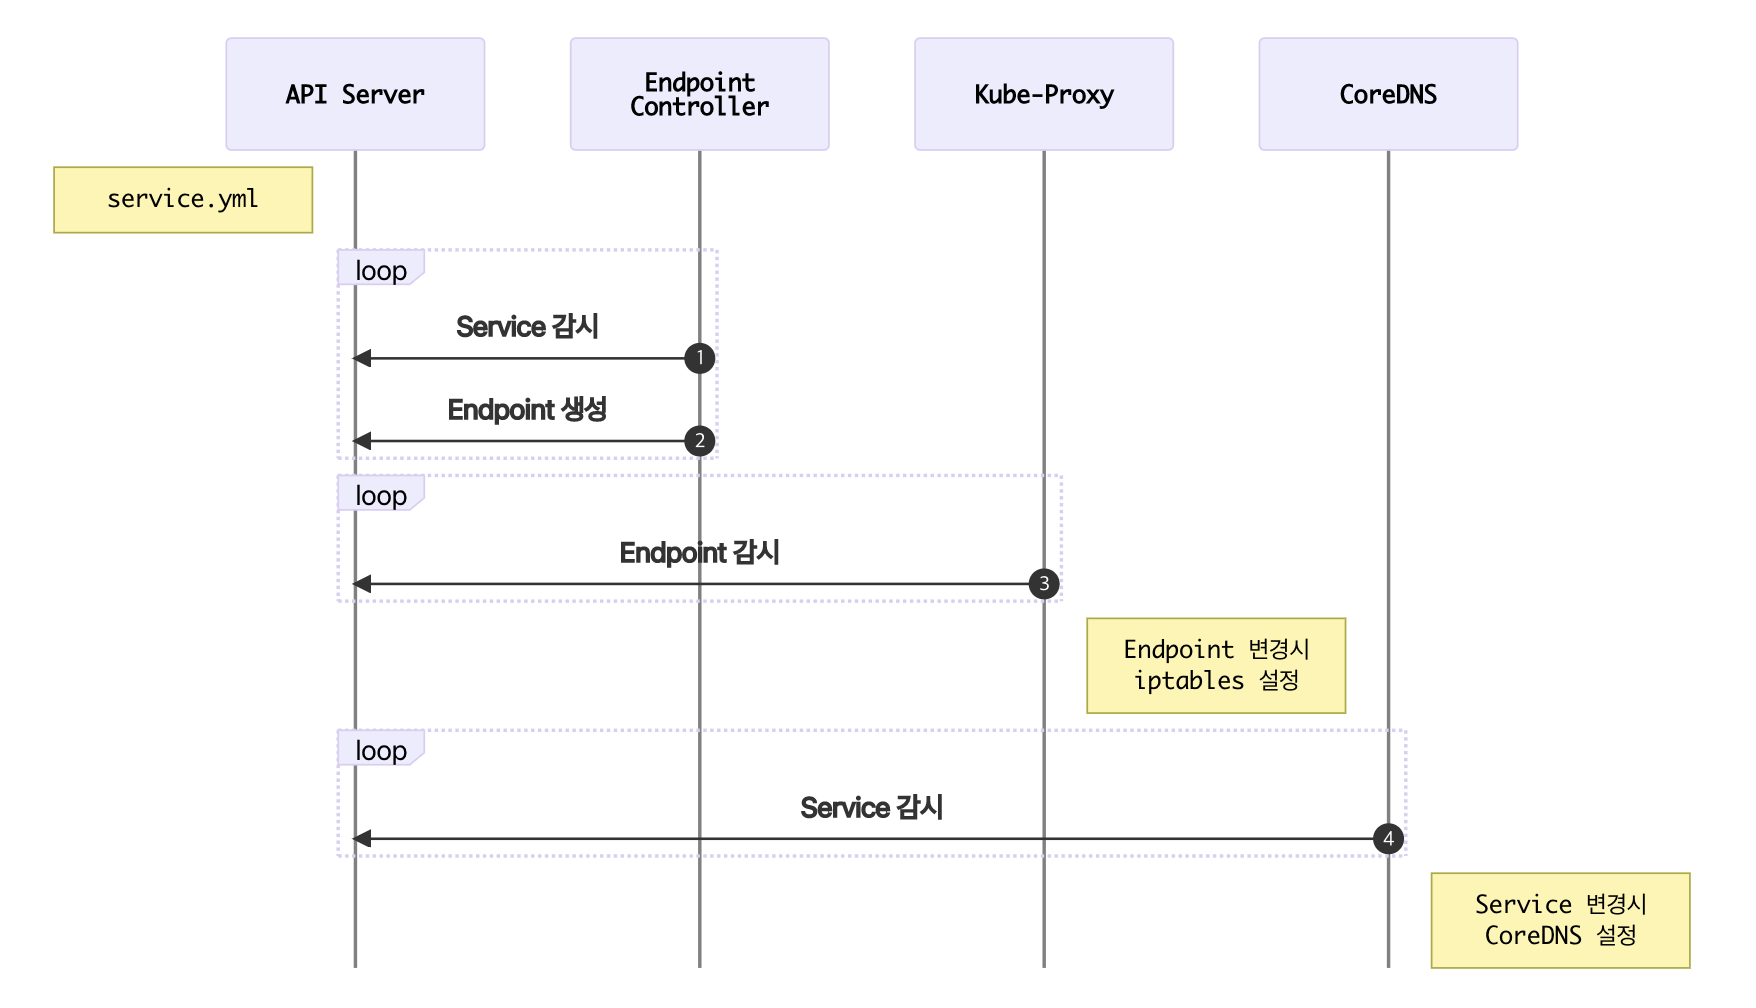 API Server
Endpoint
Controller
Kube-Proxy
CoreDNS
service.yml
loop
Service 감시
1
Endpoint 생성
2
loop
Endpoint 감시
3
Endpoint 변경시
iptables 설정
loop
Service 감시
4
Service 변경시
CoreDNS 설정